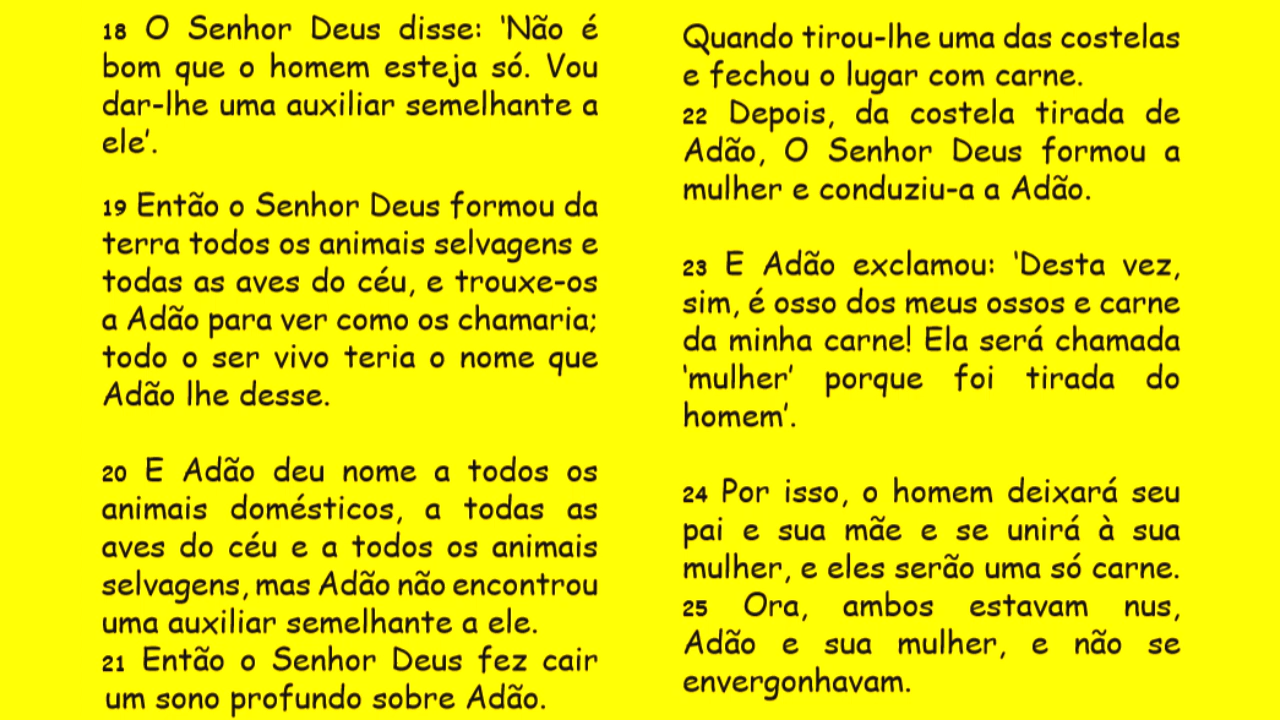 18 O Senhor Deus disse: ‘Não é
bom que o homem esteja só. Vou
dar-lhe uma auxiliar semelhante a
ele’.
19 Então o Senhor Deus formou da
terra todos os animais selvagens e
todas as aves do céu, e trouxe-os
a Adão para ver como os chamaria;
todo o ser vivo teria o nome que
Adão lhe desse.
20 E Adão deu nome a todos os
animais domésticos, a todas as
aves do céu e a todos os animais
selvagens, mas Adão não encontrou
uma auxiliar semelhante a ele.
21 Então o Senhor Deus fez cair
um sono profundo sobre Adão.
Quando tirou-lhe uma das costelas
e fechou o lugar com carne.
22 Depois, da costela tirada de
Adão, O Senhor Deus formou a
mulher e conduziu-a a Adão.
23 E Adão exclamou: ‘Desta vez,
sim, é osso dos meus ossos e carne
da minha carne! Ela será chamada
‘mulher’ porque foi tirada do
homem’.
24 Por isso, o homem deixará seu
pai e sua mãe e se unirá à sua
mulher, e eles serão uma só carne.
25 Ora, ambos estavam nus,
Adão e sua mulher, e não se
envergonhavam.